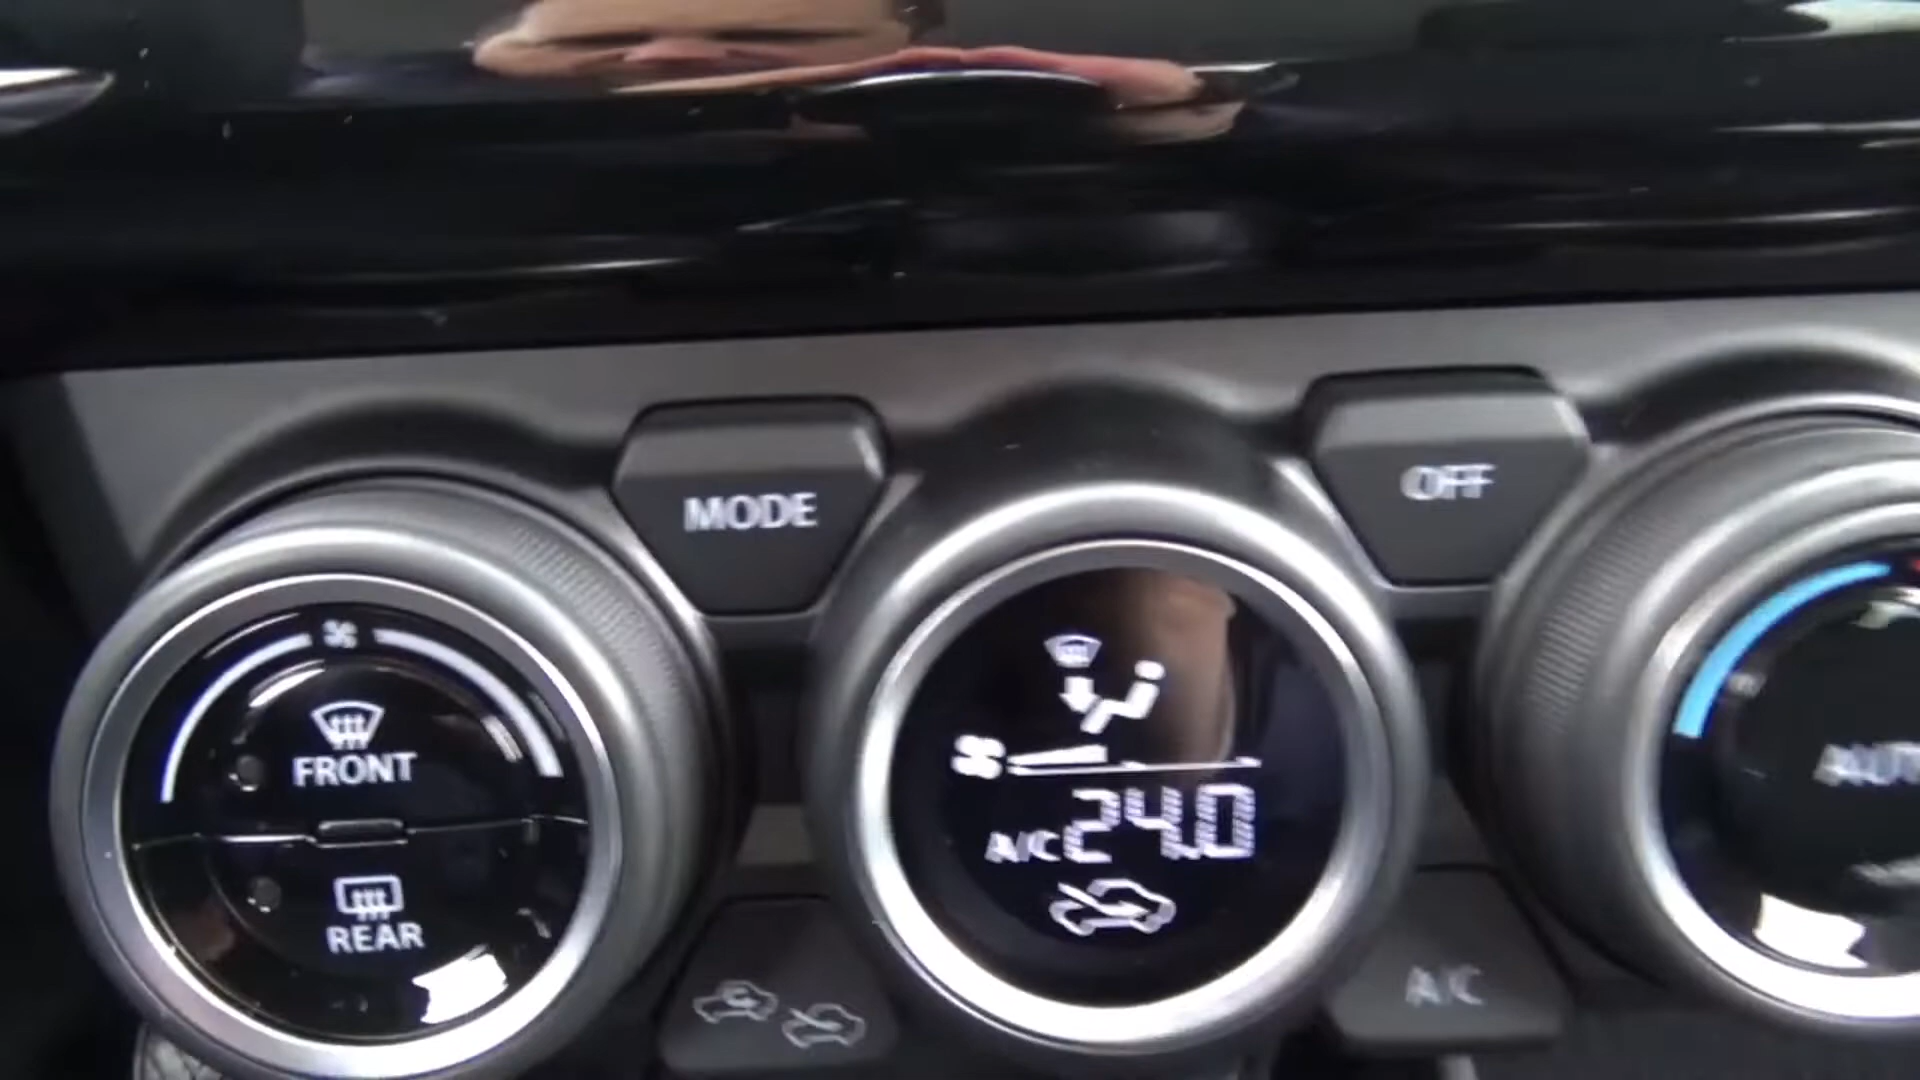 MODE
OFF
FRONT
A/C 24.0
REAR
A/C